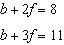 b + 2f = 8
b + 3f = 11